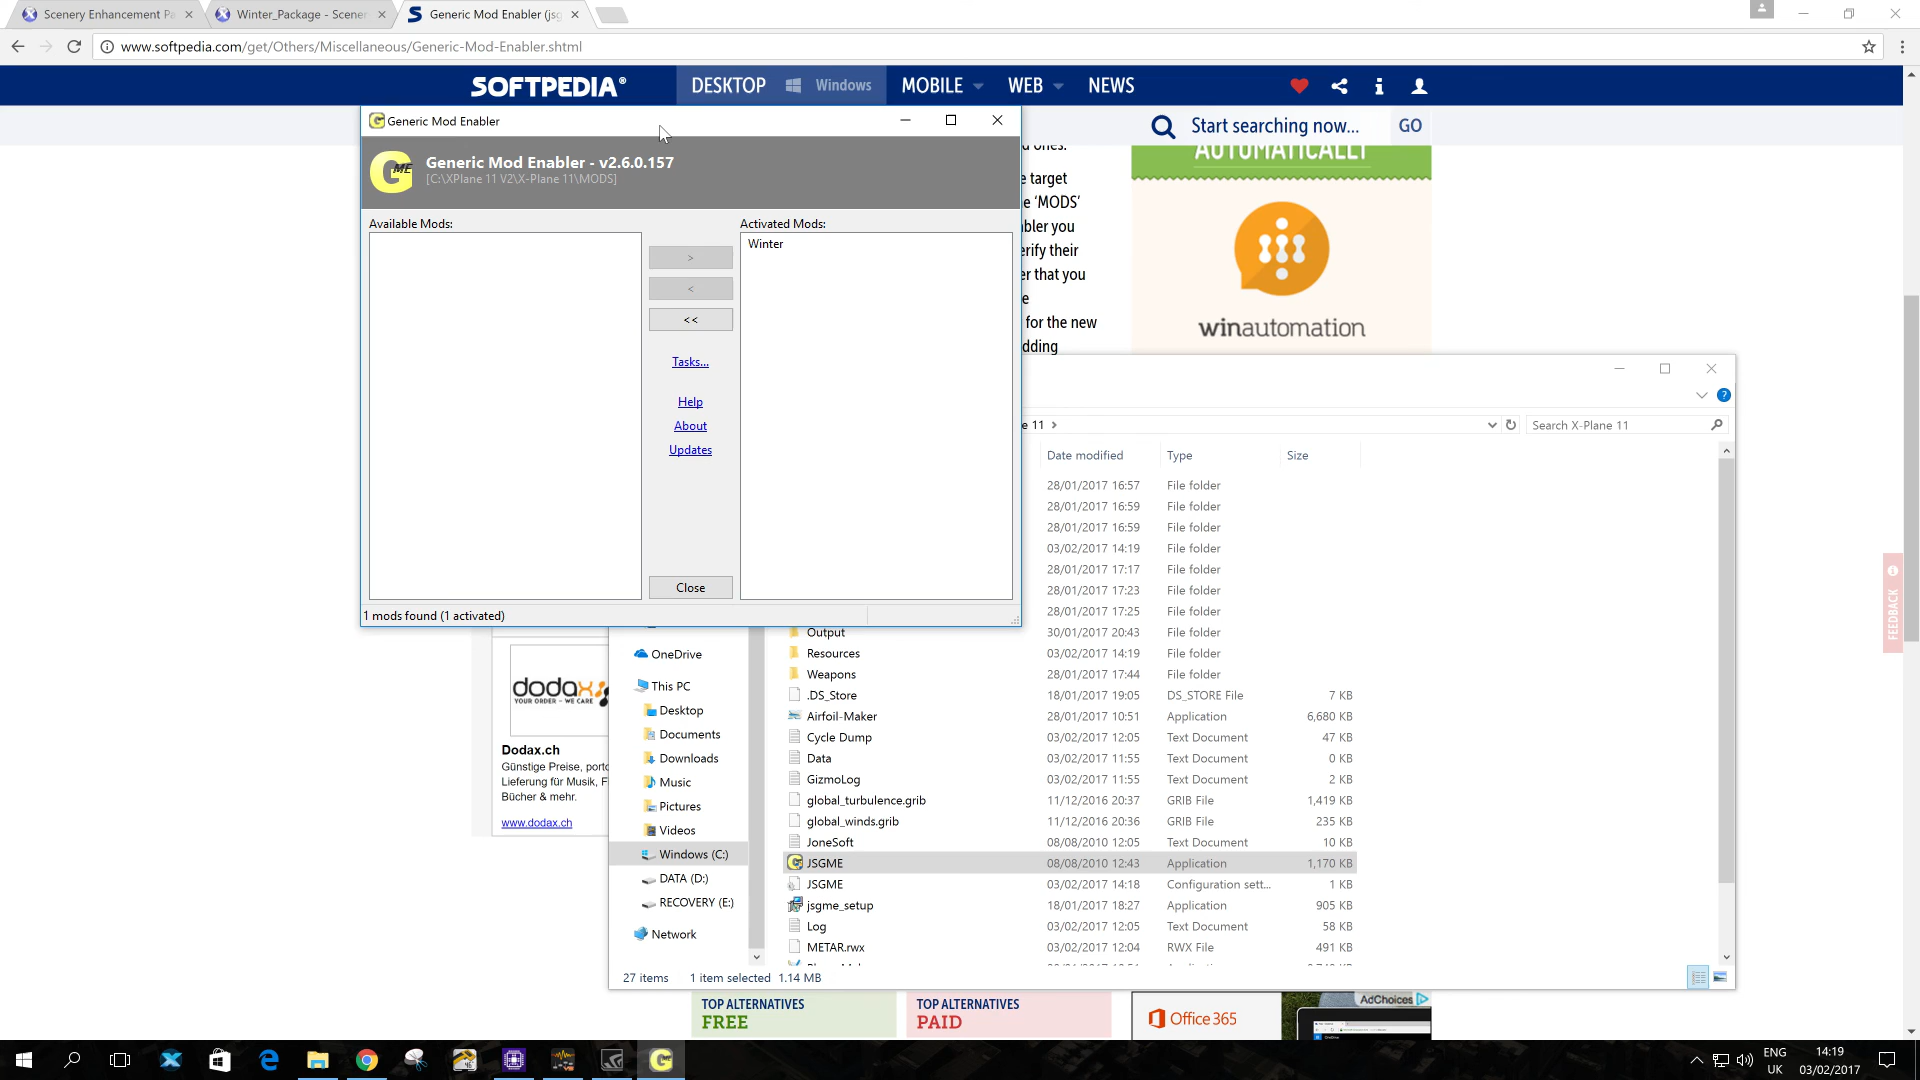 Scenery Enhancement Pa
Winter_Package - Scener
Generic Mod Enabler (jsg
www.softpedia.com/get/Others/Miscellaneous/Generic-Mod-Enabler.shtml
SOFTPEDIA®
DESKTOP
Windows
MOBILE
WEB
NEWS
Start searching now...
GO
Generic Mod Enabler
Generic Mod Enabler - v2.6.0.157
[C:\XPlane 11 V2\X-Plane 11\MODS]
Available Mods:
Activated Mods:
Winter
>
<
<<
Tasks...
Help
About
Updates
Close
1 mods found (1 activated)
d ones.
e target
e ‘MODS’
bler you
erify their
er that you
e
for the new
dding
AUTOMATICALLY
winautomation
FEEDBACK
e 11
Search X-Plane 11
Date modified Type Size
28/01/2017 16:57 File folder
28/01/2017 16:59 File folder
28/01/2017 16:59 File folder
03/02/2017 14:19 File folder
28/01/2017 17:17 File folder
28/01/2017 17:23 File folder
28/01/2017 17:25 File folder
Output 30/01/2017 20:43 File folder
Resources 03/02/2017 14:19 File folder
Weapons 28/01/2017 17:44 File folder
.DS_Store 18/01/2017 19:05 DS_STORE File 7 KB
Airfoil-Maker 28/01/2017 10:51 Application 6,680 KB
Cycle Dump 03/02/2017 12:05 Text Document 47 KB
Data 03/02/2017 11:55 Text Document 0 KB
GizmoLog 03/02/2017 11:55 Text Document 2 KB
global_turbulence.grib 11/12/2016 20:37 GRIB File 1,419 KB
global_winds.grib 11/12/2016 20:36 GRIB File 235 KB
JoneSoft 08/08/2010 12:05 Text Document 10 KB
JSGME 08/08/2010 12:43 Application 1,170 KB
JSGME 03/02/2017 14:18 Configuration sett... 1 KB
jsgme_setup 18/01/2017 18:27 Application 905 KB
Log 03/02/2017 12:05 Text Document 58 KB
METAR.rwx 03/02/2017 12:04 RWX File 491 KB
OneDrive
This PC
Desktop
Documents
Downloads
Music
Pictures
Videos
Windows (C:)
DATA (D:)
RECOVERY (E:)
Network
27 items 1 item selected 1.14 MB
dodax
YOUR ORDER - WE CARE
Dodax.ch
Günstige Preise, porto
Lieferung für Musik, F
Bücher & mehr.
www.dodax.ch
TOP ALTERNATIVES
FREE
TOP ALTERNATIVES
PAID
Office 365
AdChoices
ENG
UK
14:19
03/02/2017